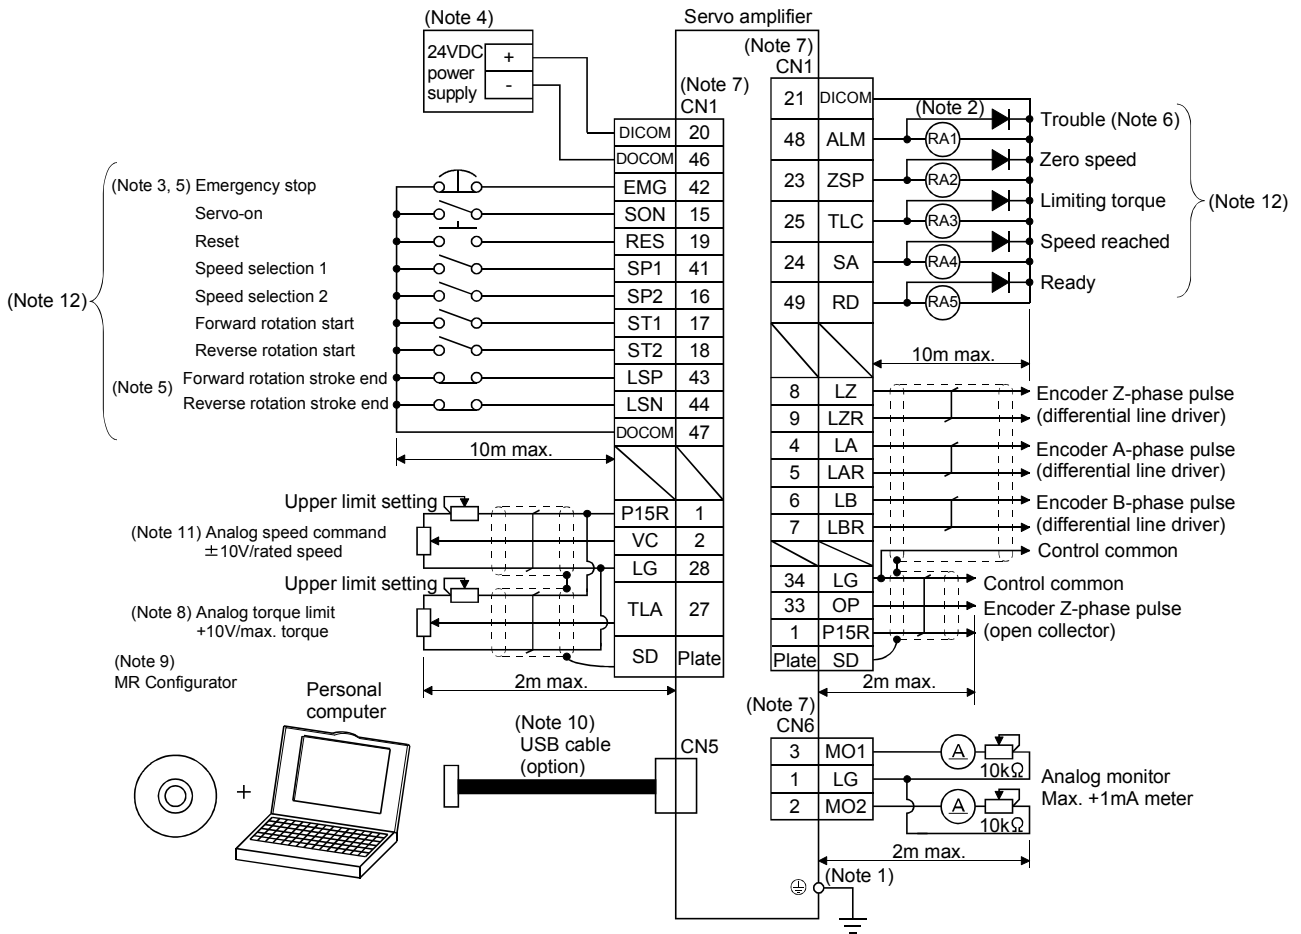 (Note 4)
Servo amplifier
24VDC
power
supply
+
-
(Note 7)
CN1
(Note 7)
CN1
DICOM 20
DOCOM 46
(Note 3, 5) Emergency stop EMG 42
Servo-on SON 15
Reset RES 19
Speed selection 1 SP1 41
Speed selection 2 SP2 16
(Note 12)
Forward rotation start ST1 17
Reverse rotation start ST2 18
(Note 5)
Forward rotation stroke end LSP 43
Reverse rotation stroke end LSN 44
DOCOM 47
10m max.
Upper limit setting P15R 1
(Note 11) Analog speed command
±10V/rated speed
VC 2
LG 28
Upper limit setting
(Note 8) Analog torque limit
+10V/max. torque
TLA 27
SD Plate
2m max.
(Note 9)
MR Configurator
Personal
computer
+
(Note 10)
USB cable
(option)
CN5
21 DICOM
(Note 2)
48 ALM RA1 Trouble (Note 6)
23 ZSP RA2 Zero speed
25 TLC RA3 Limiting torque
24 SA RA4 Speed reached
49 RD RA5 Ready
(Note 12)
10m max.
8 LZ Encoder Z-phase pulse
9 LZR (differential line driver)
4 LA Encoder A-phase pulse
5 LAR (differential line driver)
6 LB Encoder B-phase pulse
7 LBR (differential line driver)
Control common
34 LG Control common
33 OP Encoder Z-phase pulse
1 P15R (open collector)
Plate SD
2m max.
(Note 7)
CN6
3 MO1 A 10kΩ
1 LG
2 MO2 A 10kΩ
Analog monitor
Max. +1mA meter
2m max.
(Note 1)